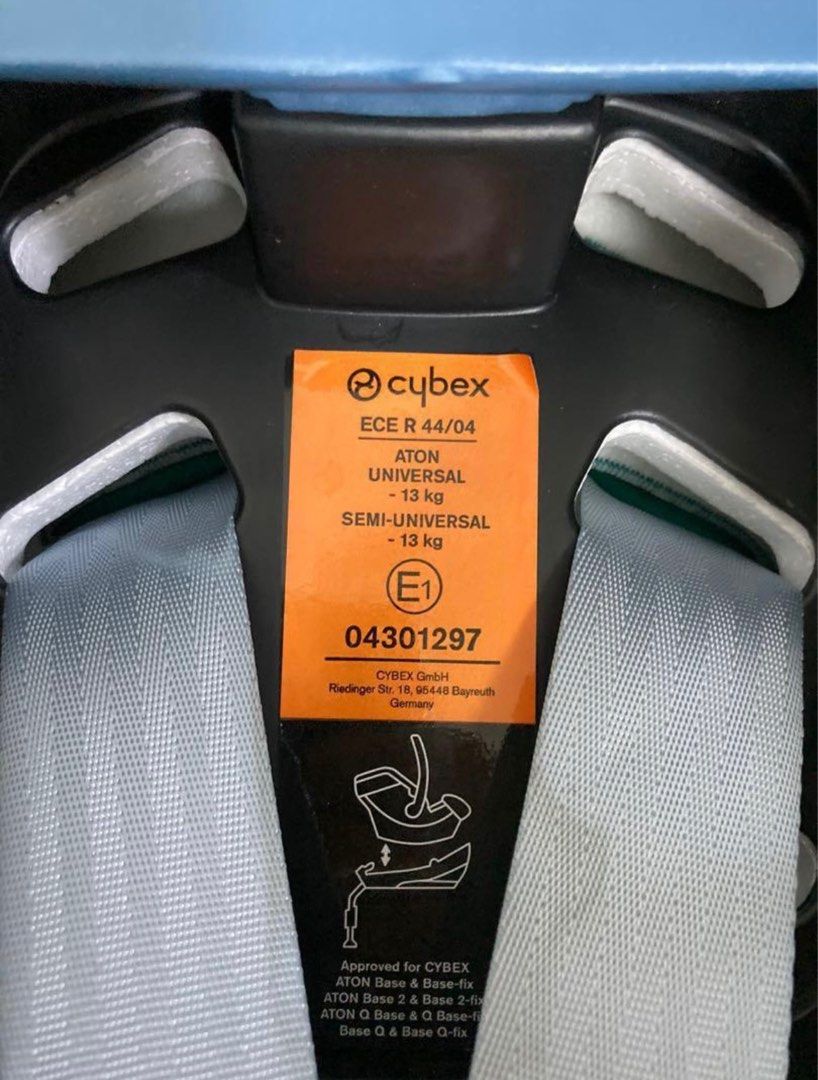 cybex
ECE R 44/04
ATON
UNIVERSAL
- 13 kg
SEMI-UNIVERSAL
- 13 kg
E1
04301297
CYBEX GmbH
Riedinger Str. 18, 95448 Bayreuth
Germany
Approved for CYBEX
ATON Base & Base-fix
ATON Base 2 & Base 2-fix
ATON Q Base & Q Base-fi
Base Q & Base Q-fix